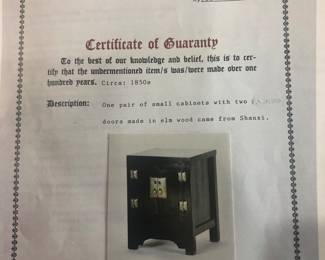 Certificate of Guaranty
To the best of our knowledge and belief, this is to cer-
tify that the undermentioned item/s was/were made over one
hundred years. Circa: 1850s
Description: One pair of small cabinets with two
doors made in elm wood came from Shansi.